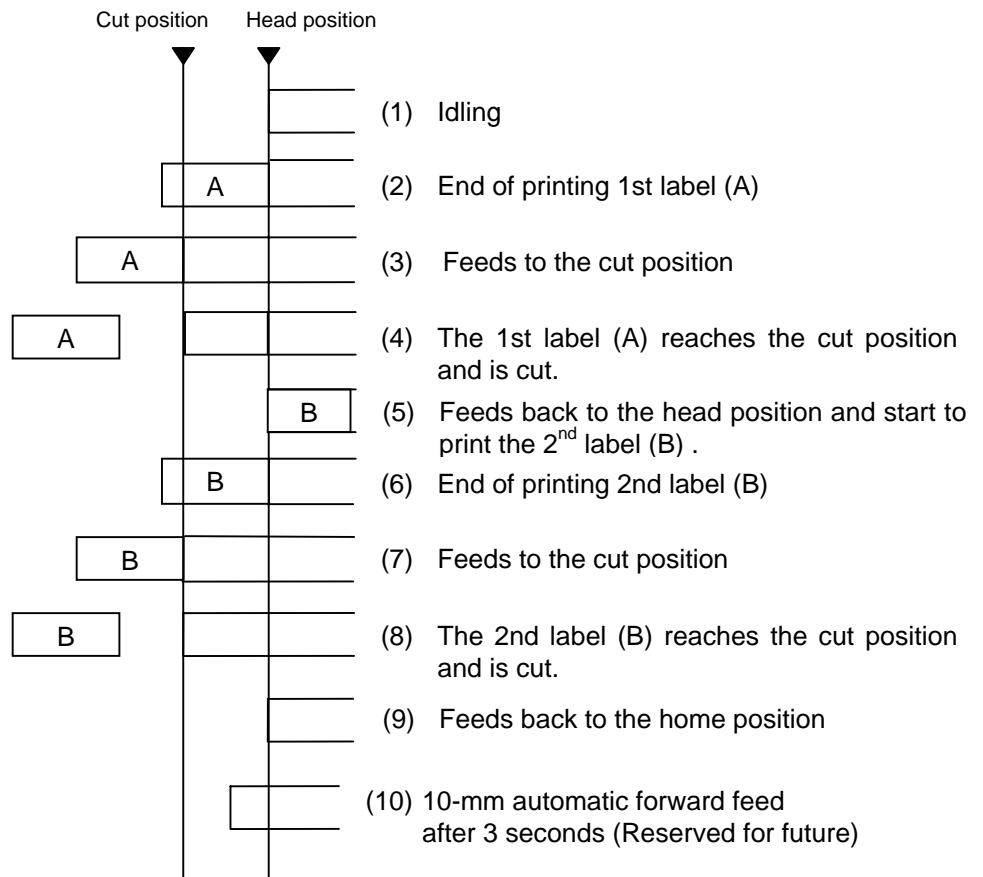 Cut position Head position
(1) Idling
A (2) End of printing 1st label (A)
A (3) Feeds to the cut position
A (4) The 1st label (A) reaches the cut position
and is cut.
B (5) Feeds back to the head position and start to
print the 2nd label (B) .
B (6) End of printing 2nd label (B)
B (7) Feeds to the cut position
B (8) The 2nd label (B) reaches the cut position
and is cut.
(9) Feeds back to the home position
(10) 10-mm automatic forward feed
after 3 seconds (Reserved for future)